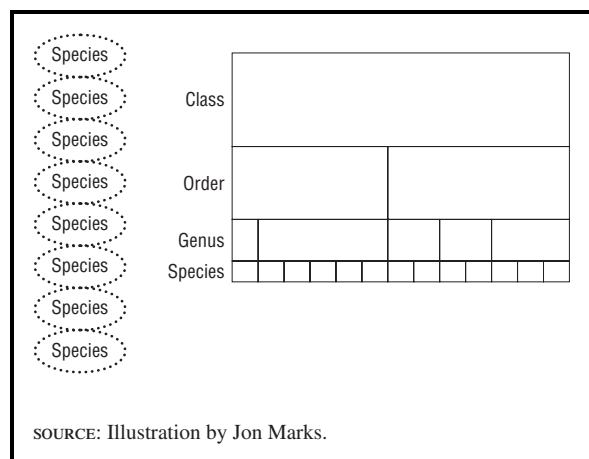 Species
Species
Species
Species
Species
Species
Species
Species
Class
Order
Genus
Species
SOURCE: Illustration by Jon Marks.